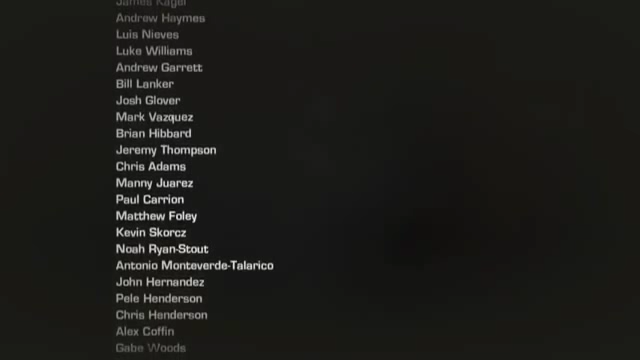 James Kagel
Andrew Haymes
Luis Nieves
Luke Williams
Andrew Garrett
Bill Lanker
Josh Glover
Mark Vazquez
Brian Hibbard
Jeremy Thompson
Chris Adams
Manny Juarez
Paul Carrion
Matthew Foley
Kevin Skorcz
Noah Ryan-Stout
Antonio Monteverde-Talarico
John Hernandez
Pele Henderson
Chris Henderson
Alex Coffin
Gabe Woods